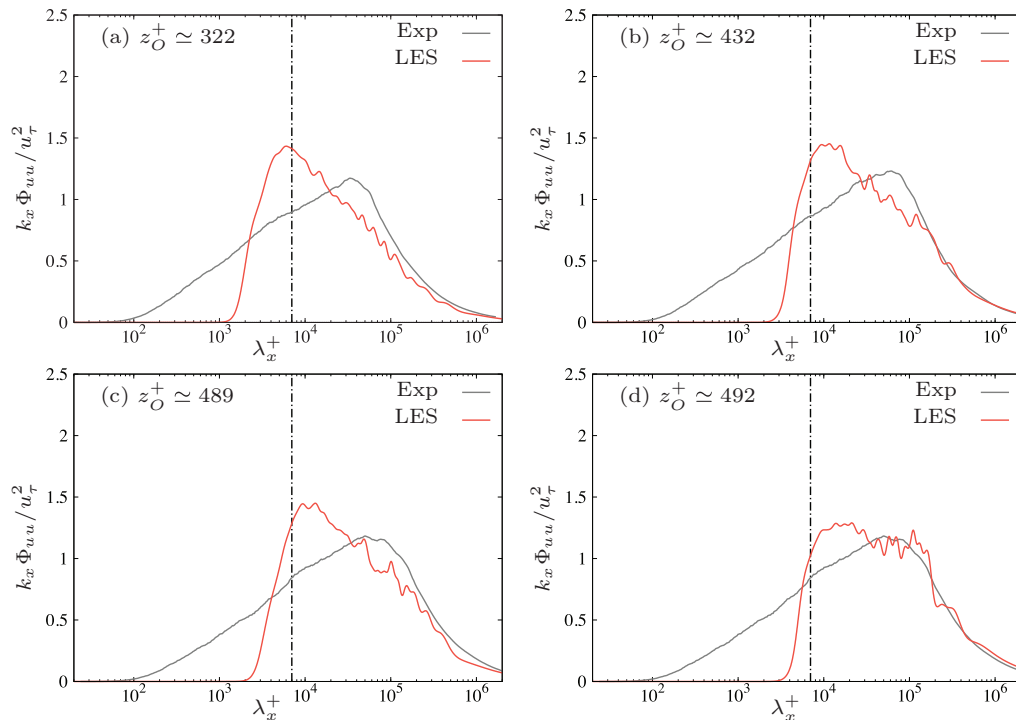 (a) z_O^+ ≃ 322
Exp
LES
k_x Φ_uu/u_τ^2
2.5
2
1.5
1
0.5
0
10^2 10^3 10^4 10^5 10^6
λ_x^+
(b) z_O^+ ≃ 432
Exp
LES
k_x Φ_uu/u_τ^2
2.5
2
1.5
1
0.5
0
10^2 10^3 10^4 10^5 10^6
λ_x^+
(c) z_O^+ ≃ 489
Exp
LES
k_x Φ_uu/u_τ^2
2.5
2
1.5
1
0.5
0
10^2 10^3 10^4 10^5 10^6
λ_x^+
(d) z_O^+ ≃ 492
Exp
LES
k_x Φ_uu/u_τ^2
2.5
2
1.5
1
0.5
0
10^2 10^3 10^4 10^5 10^6
λ_x^+